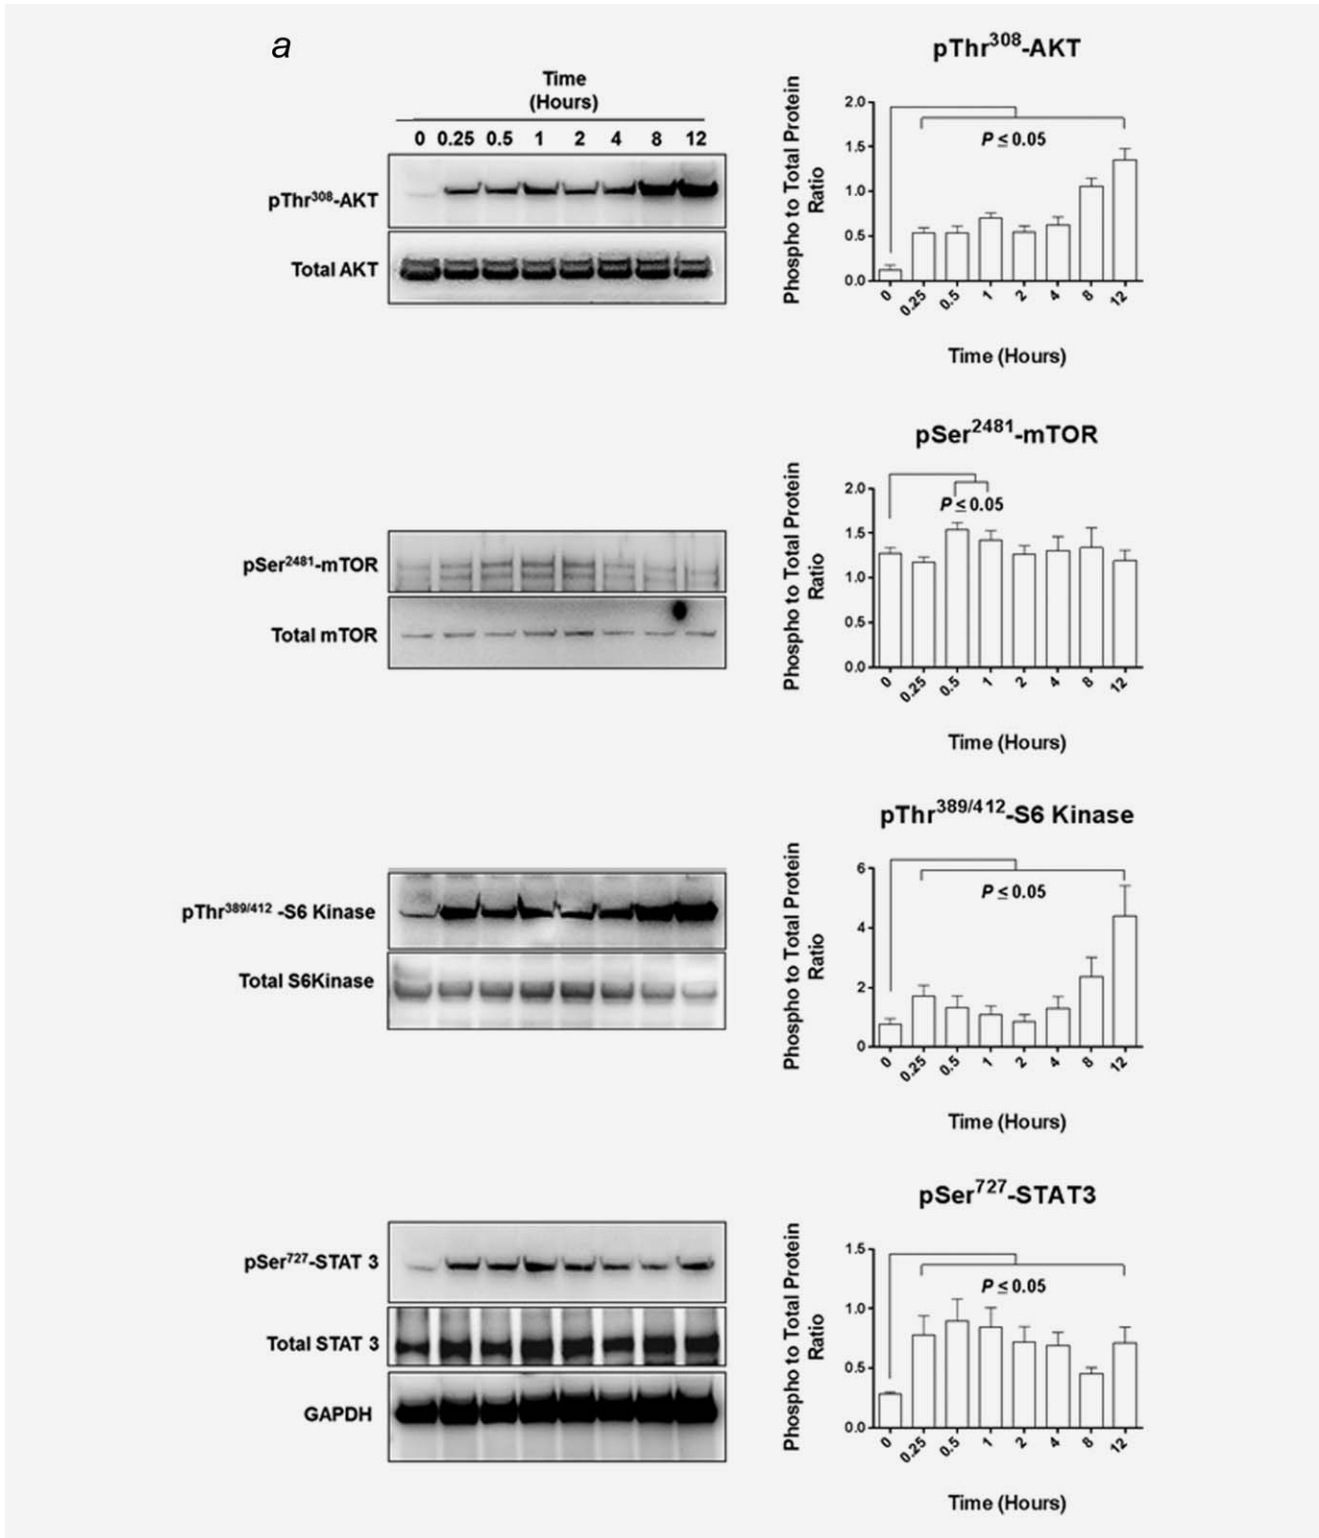 a
Time
(Hours)
0 0.25 0.5 1 2 4 8 12
pThr308-AKT
Total AKT
pThr308-AKT
Phospho to Total Protein
Ratio
2.0
1.5
1.0
0.5
0.0
P ≤ 0.05
0 0.25 0.5 1 2 4 8 12
Time (Hours)
pSer2481-mTOR
Total mTOR
pSer2481-mTOR
Phospho to Total Protein
Ratio
2.0
1.5
1.0
0.5
0.0
P ≤ 0.05
0 0.25 0.5 1 2 4 8 12
Time (Hours)
pThr389/412 -S6 Kinase
Total S6Kinase
pThr389/412-S6 Kinase
Phospho to Total Protein
Ratio
6
4
2
0
P ≤ 0.05
0 0.25 0.5 1 2 4 8 12
Time (Hours)
pSer727-STAT 3
Total STAT 3
GAPDH
pSer727-STAT3
Phospho to Total Protein
Ratio
1.5
1.0
0.5
0.0
P ≤ 0.05
0 0.25 0.5 1 2 4 8 12
Time (Hours)